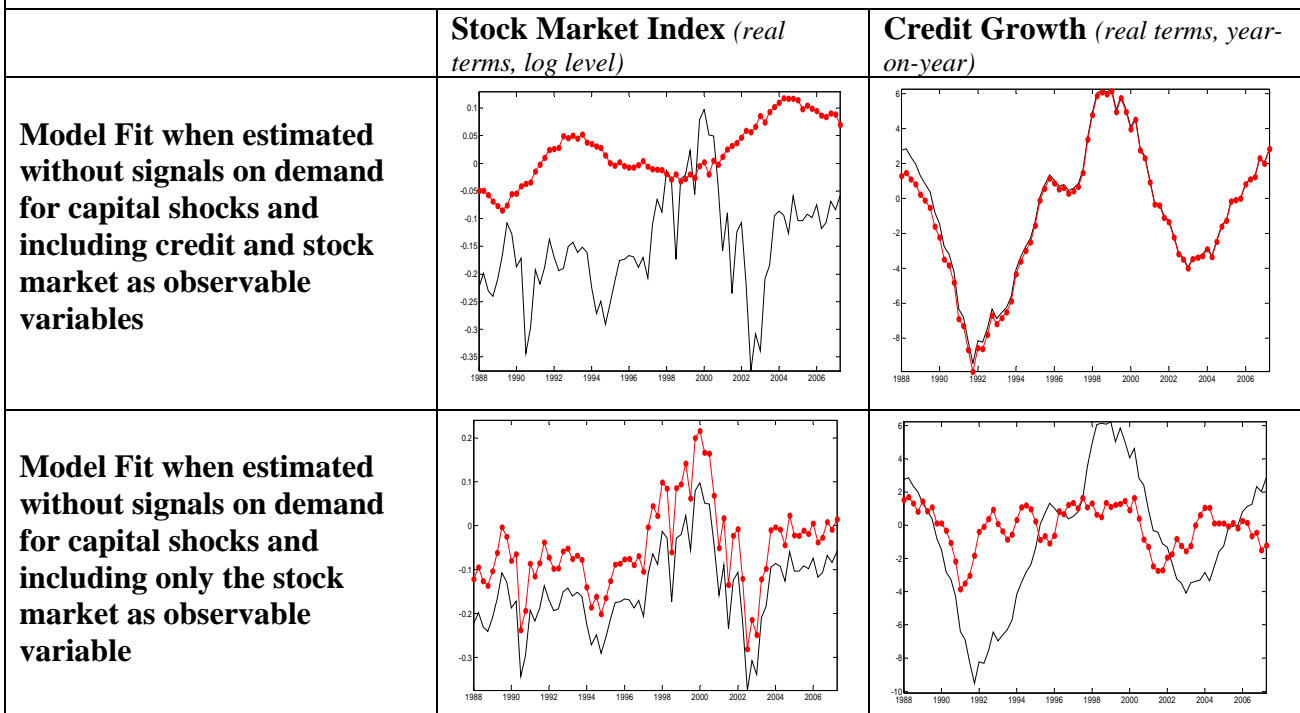 Stock Market Index (real
terms, log level)
Credit Growth (real terms, year-
on-year)
Model Fit when estimated
without signals on demand
for capital shocks and
including credit and stock
market as observable
variables
0.1
0.05
0
-0.05
-0.1
-0.15
-0.2
-0.25
-0.3
-0.35
1988 1990 1992 1994 1996 1998 2000 2002 2004 2006
6
4
2
0
-2
-4
-6
-8
1988 1990 1992 1994 1996 1998 2000 2002 2004 2006
Model Fit when estimated
without signals on demand
for capital shocks and
including only the stock
market as observable
variable
0.2
0.1
0
-0.1
-0.2
-0.3
1988 1990 1992 1994 1996 1998 2000 2002 2004 2006
6
4
2
0
-2
-4
-6
-8
-10
1988 1990 1992 1994 1996 1998 2000 2002 2004 2006